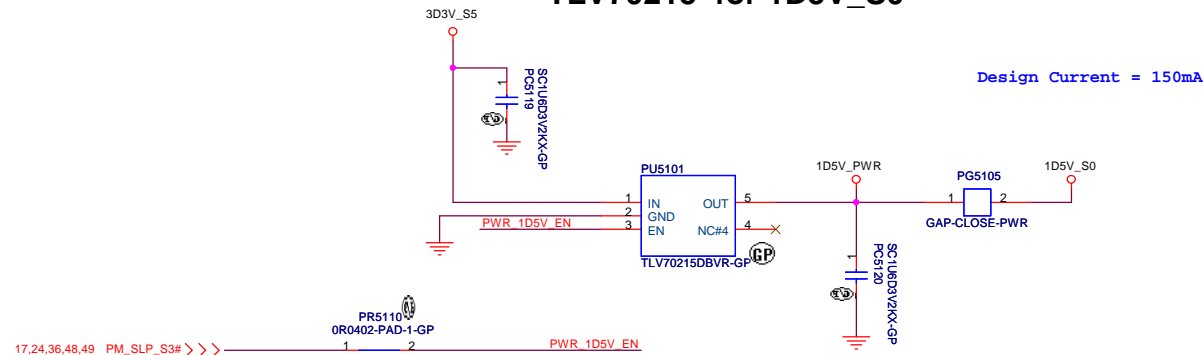 3D3V_S5
Design Current = 150mA
1
SC1U6D3V2KX-GP
PC5119
PU5101
1D5V_PWR
1D5V_S0
PG5105
1 IN
2 GND
PWR_1D5V_EN 3 EN
OUT 5
NC#4 4
1 2
GAP-CLOSE-PWR
TLV70215DBVR-GP
GP
1
SC1U6D3V2KX-GP
PC5120
PR5110
0R0402-PAD-1-GP
17,24,36,48,49 PM_SLP_S3# 1 2 PWR_1D5V_EN